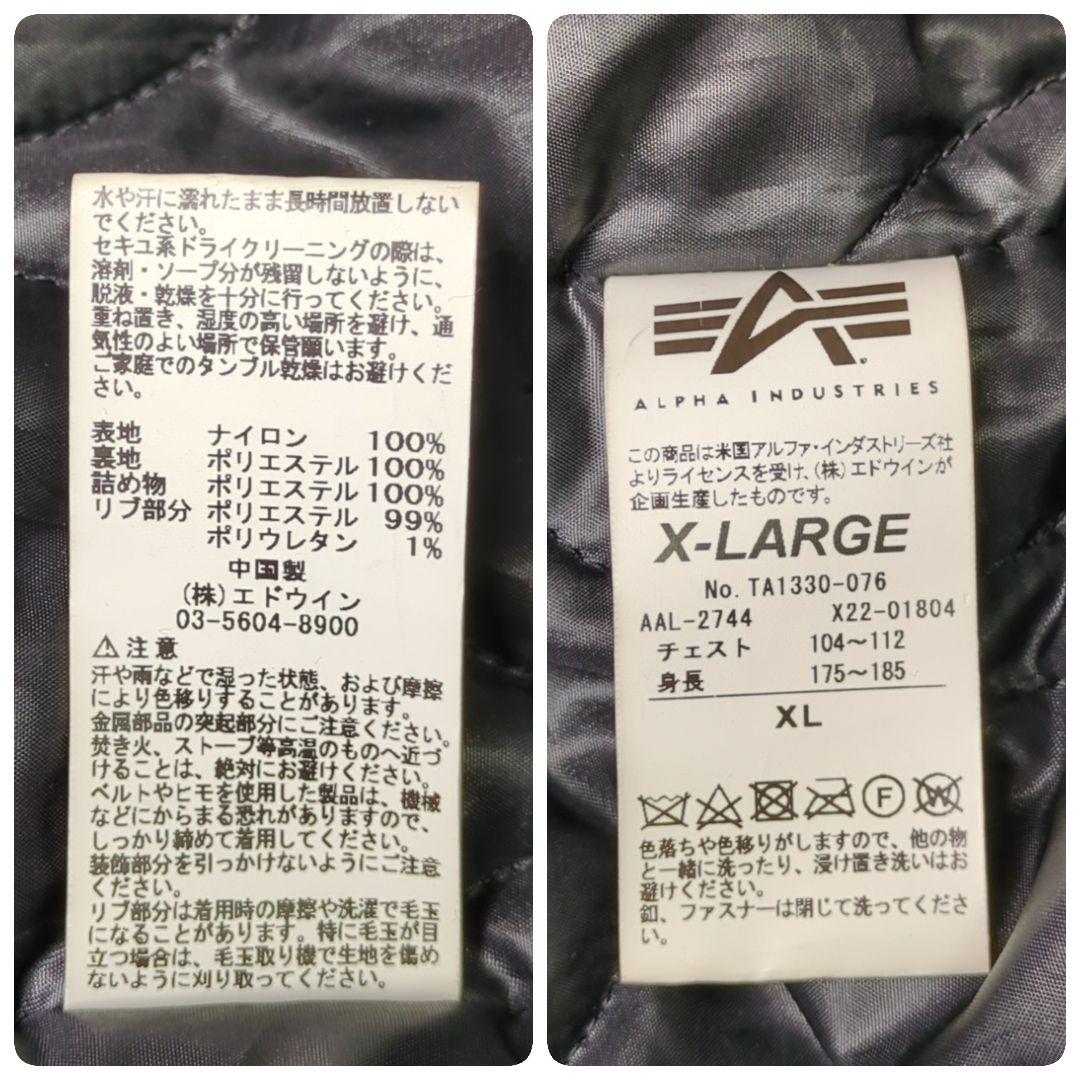 水や汗に濡れたまま長時間放置しない
でください。
セキユ系ドライクリーニングの際は、
溶剤・ソープ分が残留しないように、
脱液・乾燥を十分に行ってください。
重ね置き、湿度の高い場所を避け、通
気性のよい場所で保管願います。
ご家庭でのタンブル乾燥はお避けくだ
さい。
表地 ナイロン 100%
裏地 ポリエステル 100%
詰め物 ポリエステル 100%
リブ部分 ポリエステル 99%
ポリウレタン 1%
中国製
(株)エドウイン
03-5604-8900
⚠注意
汗や雨などで湿った状態、および摩擦
により色移りすることがあります。
金属部品の突起部分にご注意ください。
焚き火、ストーブ等高温のものへ近づ
けることは、絶対にお避けください。
ベルトやヒモを使用した製品は、機械
などにからまる恐れがありますので、
しっかり締めて着用してください。
装飾部分を引っかけないようにご注意
ください。
リブ部分は着用時の摩擦や洗濯で毛玉
になることがあります。特に毛玉が目
立つ場合は、毛玉取り機で生地を傷め
ないように刈り取ってください。
ALPHA INDUSTRIES
この商品は米国アルファ・インダストリーズ社
よりライセンスを受け、(株)エドウインが
企画生産したものです。
X-LARGE
No. TA1330-076
AAL-2744 X22-01804
チェスト 104〜112
身長 175〜185
XL
F W
色落ちや色移りがしますので、他の物
と一緒に洗ったり、浸け置き洗いはお
避けください。
釦、ファスナーは閉じて洗ってくださ
い。